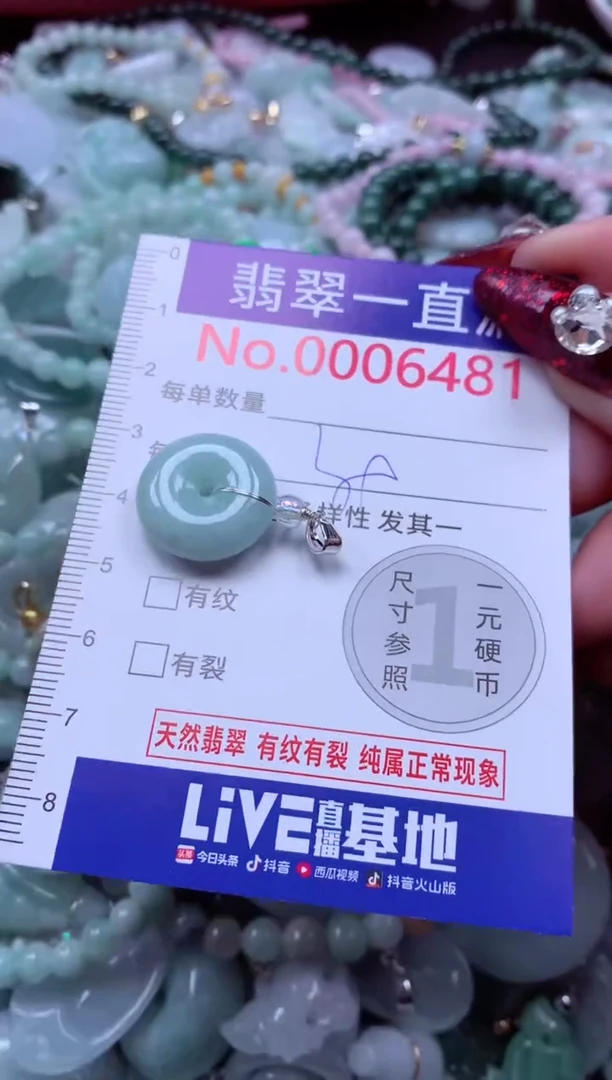 翡翠一直
No.0006481
每单数量
每
样性 发其一
有纹
有裂
尺寸参照
1
一元硬币
天然翡翠 有纹有裂 纯属正常现象
LiVE直播基地
头条 今日头条 抖音 西瓜视频 抖音火山版
0
1
2
3
4
5
6
7
8